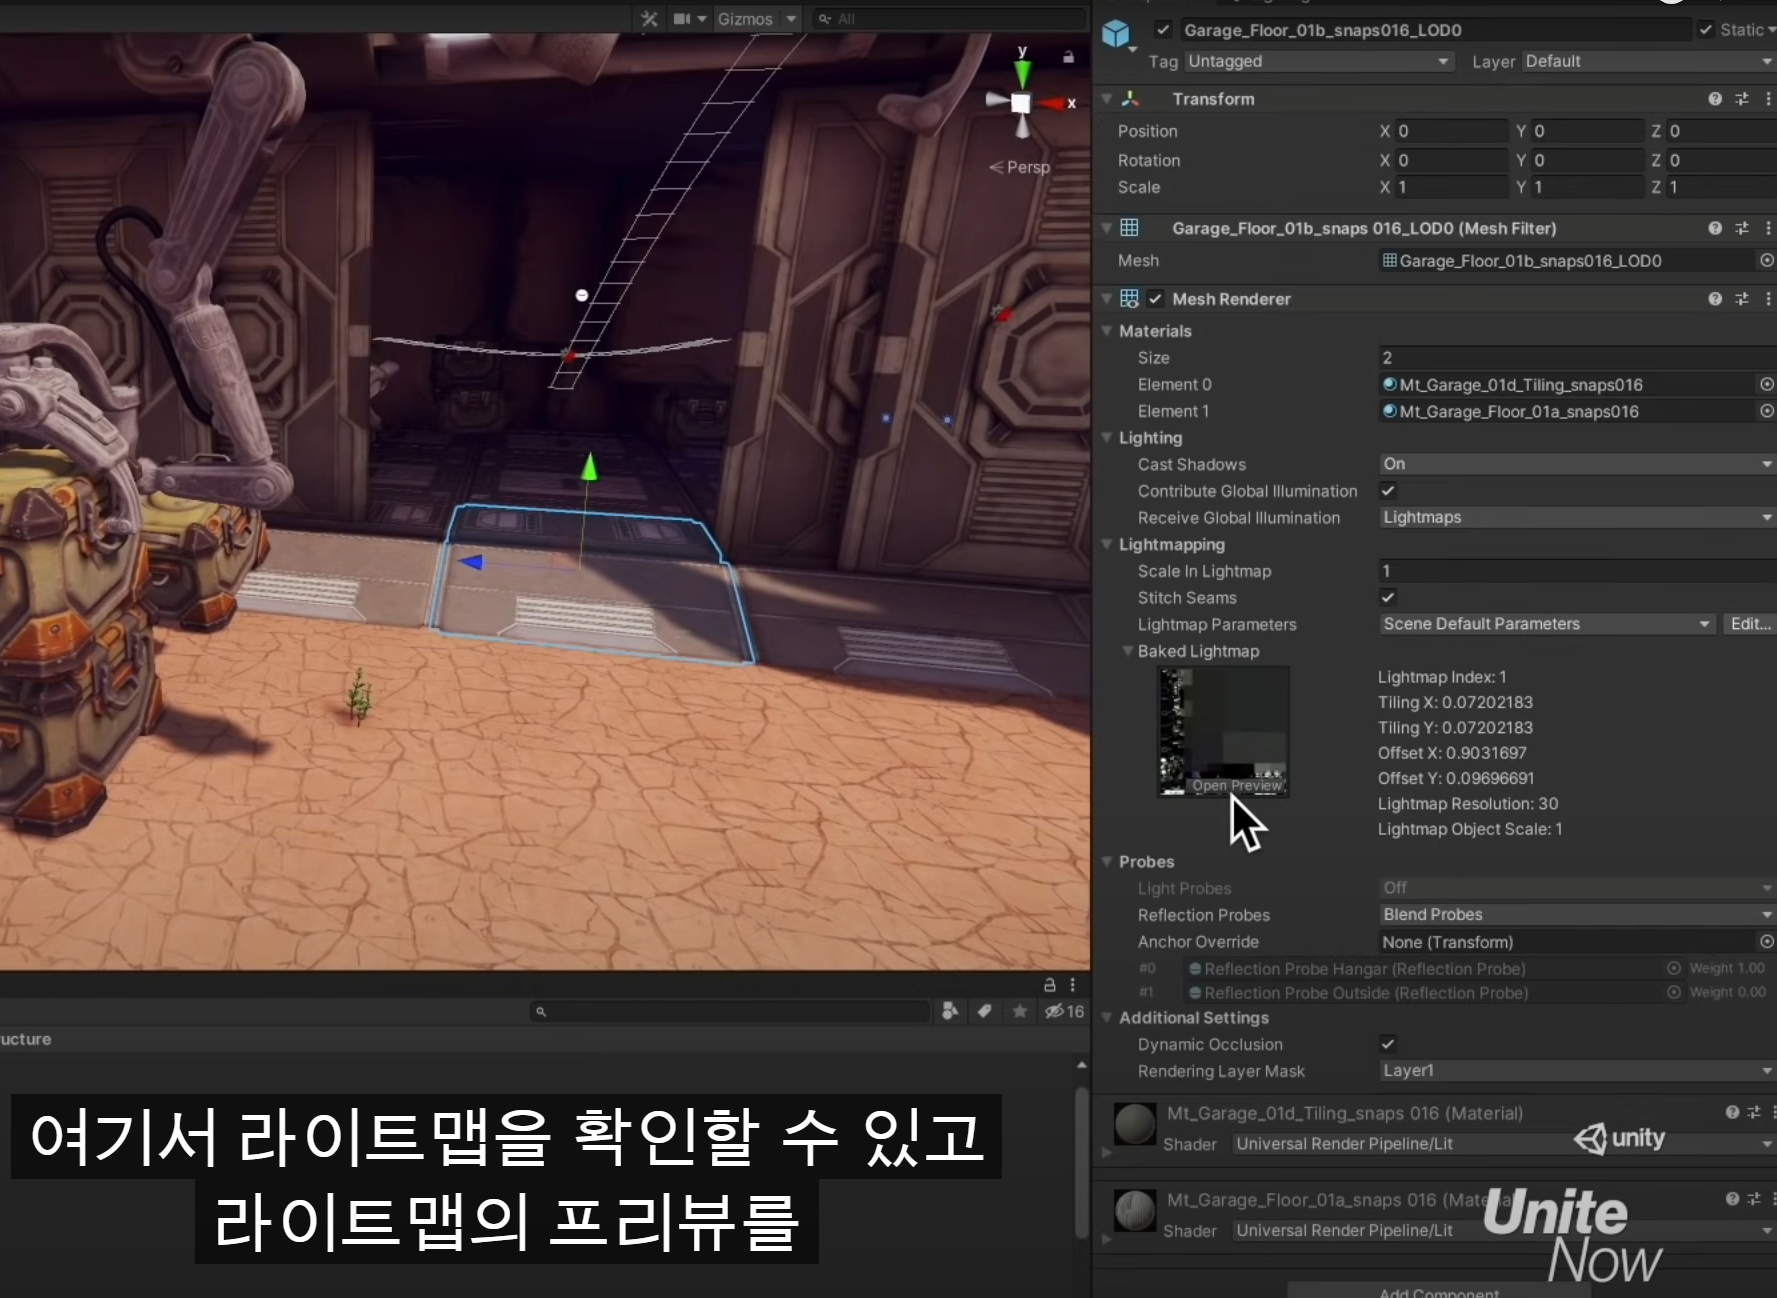 Gizmos
All
Garage_Floor_01b_snaps016_LOD0
Static
Tag Untagged Layer Default
Transform
Position X 0 Y 0 Z 0
Rotation X 0 Y 0 Z 0
Scale X 1 Y 1 Z 1
Garage_Floor_01b_snaps 016_LOD0 (Mesh Filter)
Mesh Garage_Floor_01b_snaps016_LOD0
Mesh Renderer
Materials
Size 2
Element 0 Mt_Garage_01d_Tiling_snaps016
Element 1 Mt_Garage_Floor_01a_snaps016
Lighting
Cast Shadows On
Contribute Global Illumination
Receive Global Illumination Lightmaps
Lightmapping
Scale In Lightmap 1
Stitch Seams
Lightmap Parameters Scene Default Parameters Edit...
Baked Lightmap
Open Preview
Lightmap Index: 1
Tiling X: 0.07202183
Tiling Y: 0.07202183
Offset X: 0.9031697
Offset Y: 0.09696691
Lightmap Resolution: 30
Lightmap Object Scale: 1
Probes
Light Probes Off
Reflection Probes Blend Probes
Anchor Override None (Transform)
#0 Reflection Probe Hangar (Reflection Probe) Weight 1.00
#1 Reflection Probe Outside (Reflection Probe) Weight 0.00
Additional Settings
Dynamic Occlusion
Rendering Layer Mask Layer1
Mt_Garage_01d_Tiling_snaps 016 (Material)
Shader Universal Render Pipeline/Lit
Mt_Garage_Floor_01a_snaps 016
Shader Universal Render Pipeline/Lit
Add Component
y
x
Persp
16
ucture
여기서 라이트맵을 확인할 수 있고
라이트맵의 프리뷰를
unity
Unite
Now